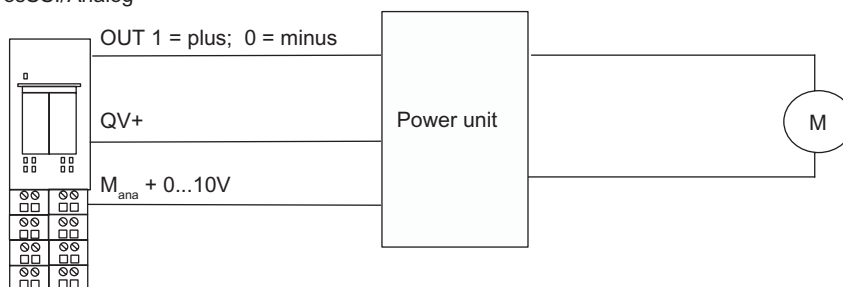 OUT 1 = plus; 0 = minus
QV+
Power unit
M
Mana + 0...10V